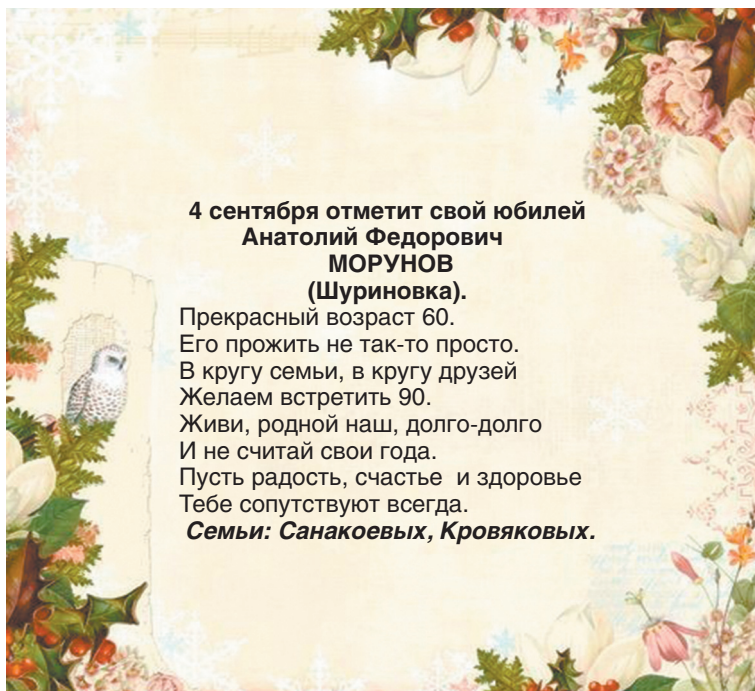 4 сентября отметит свой юбилей
Анатолий Федорович
МОРУНОВ
(Шуриновка).
Прекрасный возраст 60.
Его прожить не так-то просто.
В кругу семьи, в кругу друзей
Желаем встретить 90.
Живи, родной наш, долго-долго
И не считай свои года.
Пусть радость, счастье  и здоровье
Тебе сопутствуют всегда.
Семьи: Санакоевых, Кровяковых.